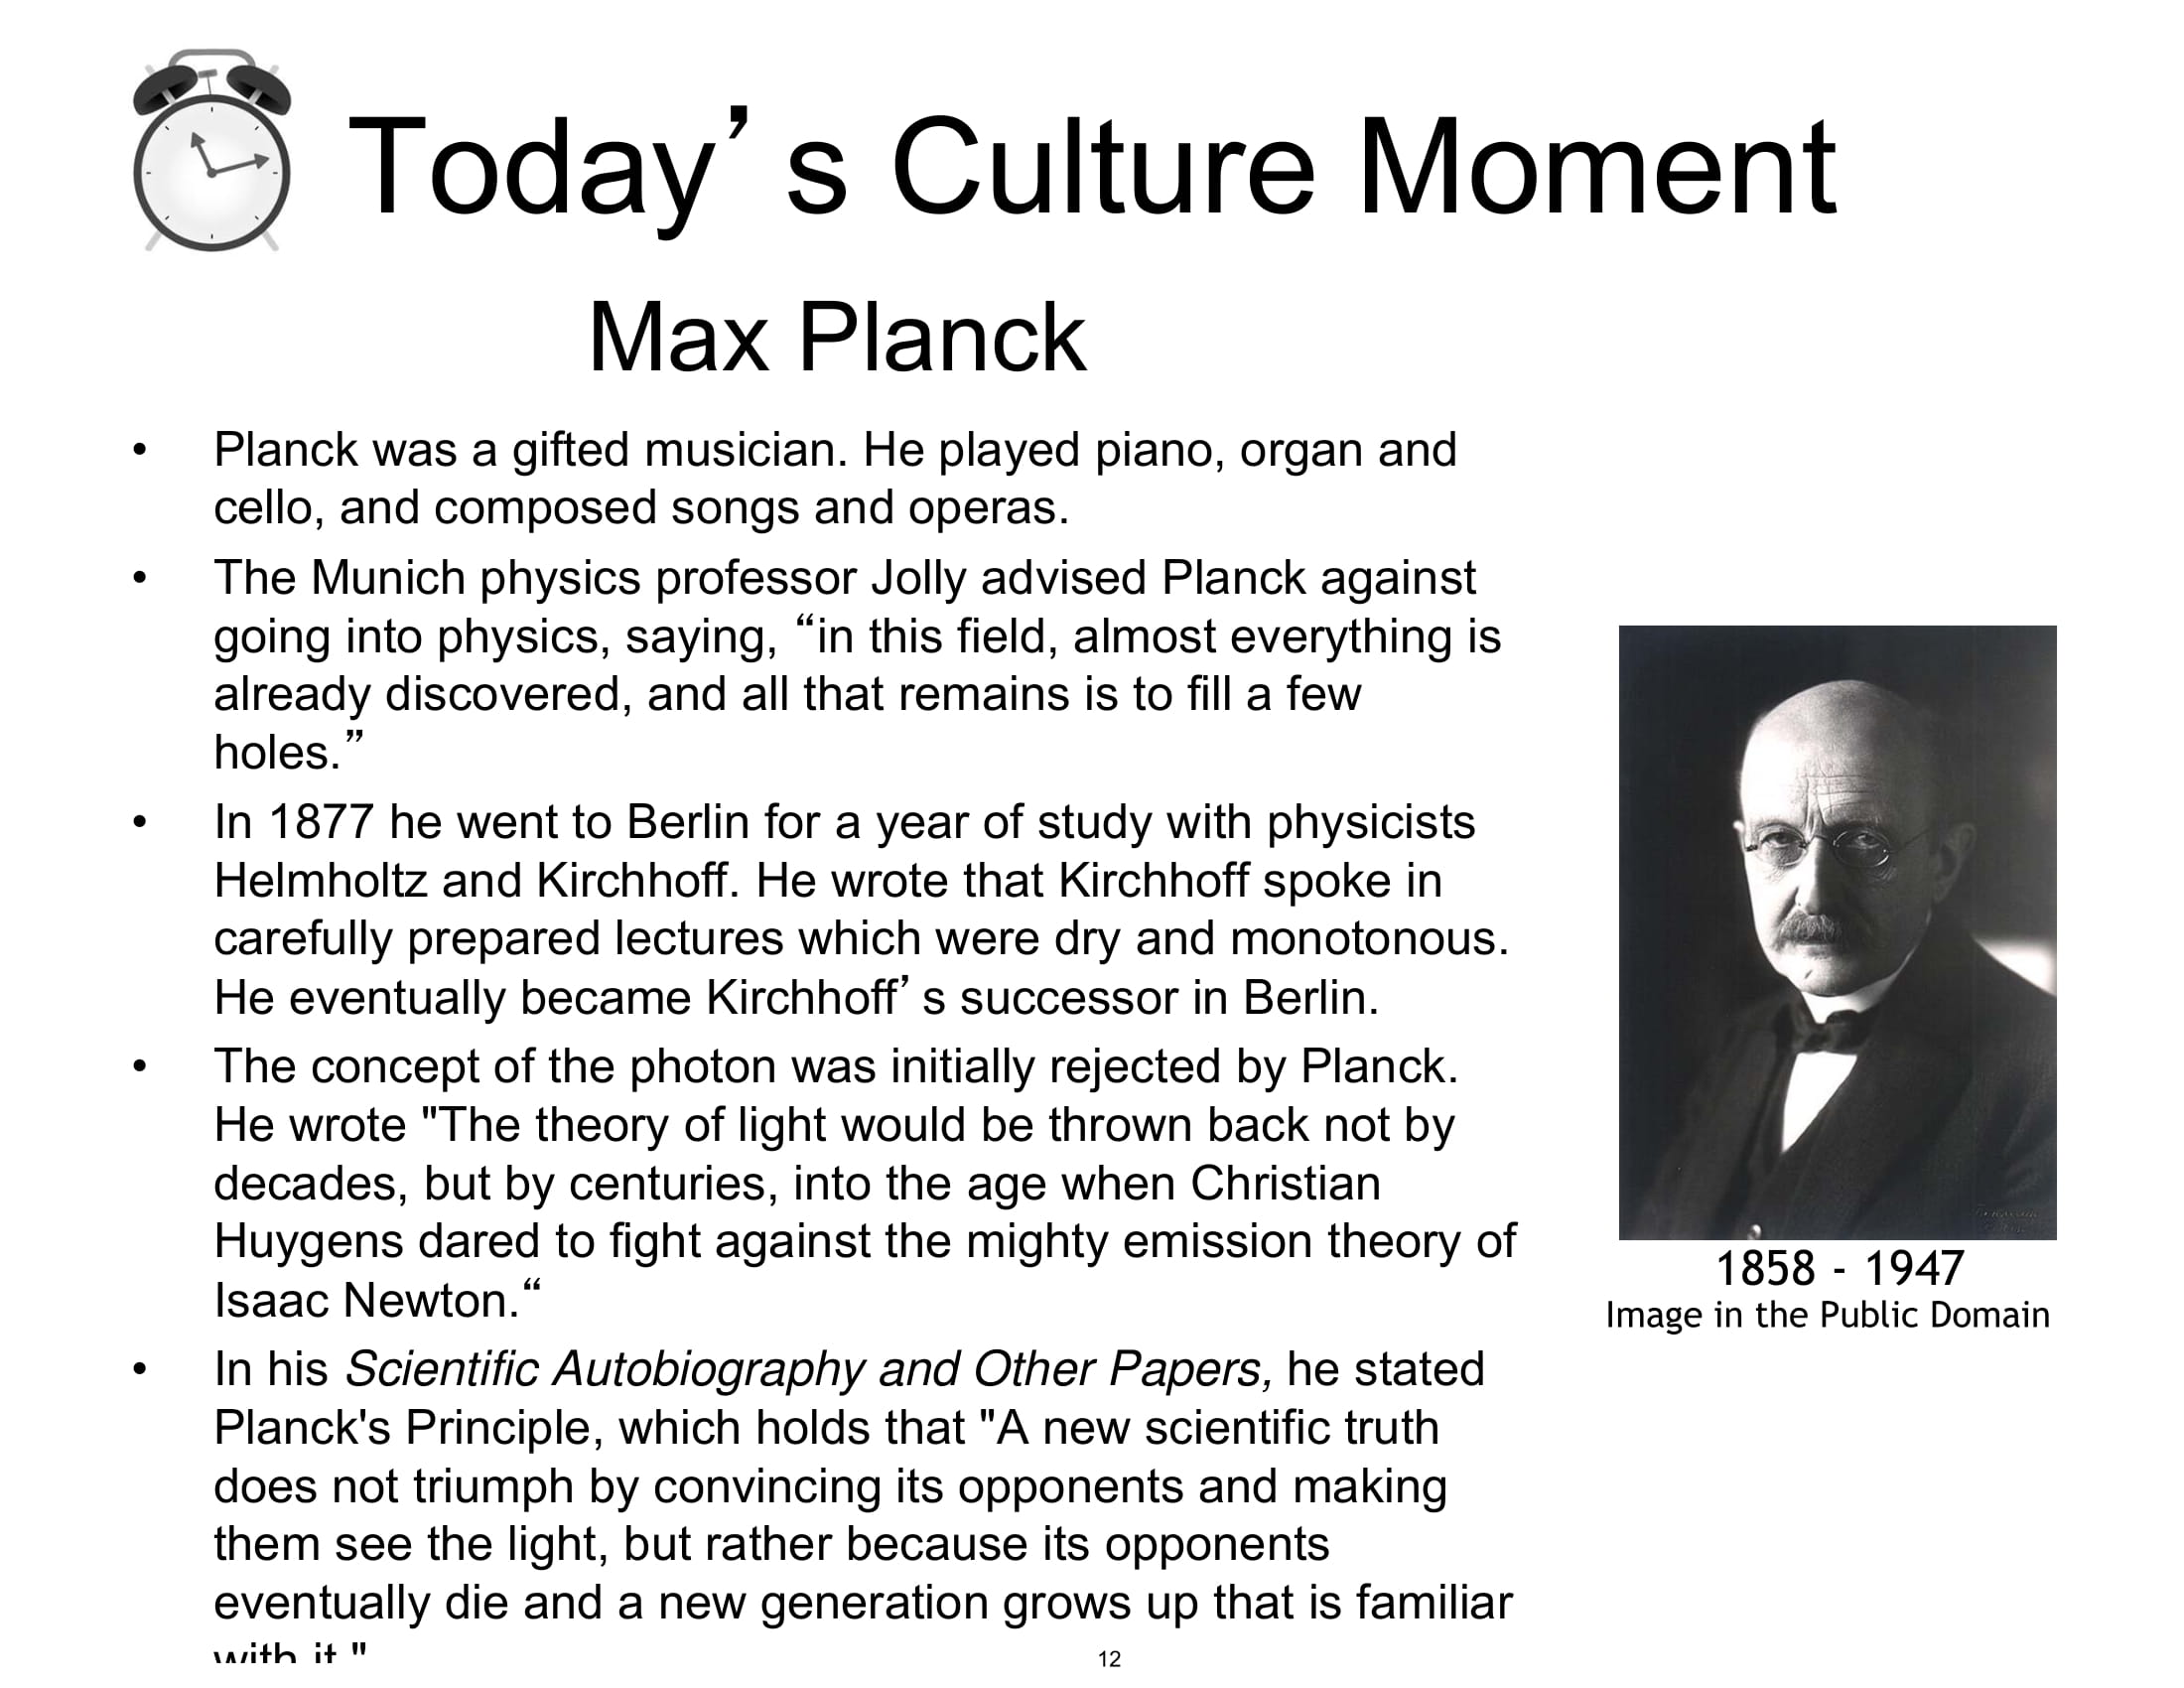 Today’s Culture Moment
Max Planck
• Planck was a gifted musician. He played piano, organ and
cello, and composed songs and operas.
• The Munich physics professor Jolly advised Planck against
going into physics, saying, “in this field, almost everything is
already discovered, and all that remains is to fill a few
holes.”
• In 1877 he went to Berlin for a year of study with physicists
Helmholtz and Kirchhoff. He wrote that Kirchhoff spoke in
carefully prepared lectures which were dry and monotonous.
He eventually became Kirchhoff’s successor in Berlin.
• The concept of the photon was initially rejected by Planck.
He wrote "The theory of light would be thrown back not by
decades, but by centuries, into the age when Christian
Huygens dared to fight against the mighty emission theory of
Isaac Newton.“
• In his Scientific Autobiography and Other Papers, he stated
Planck's Principle, which holds that "A new scientific truth
does not triumph by convincing its opponents and making
them see the light, but rather because its opponents
eventually die and a new generation grows up that is familiar
with it."
1858 - 1947
Image in the Public Domain
12